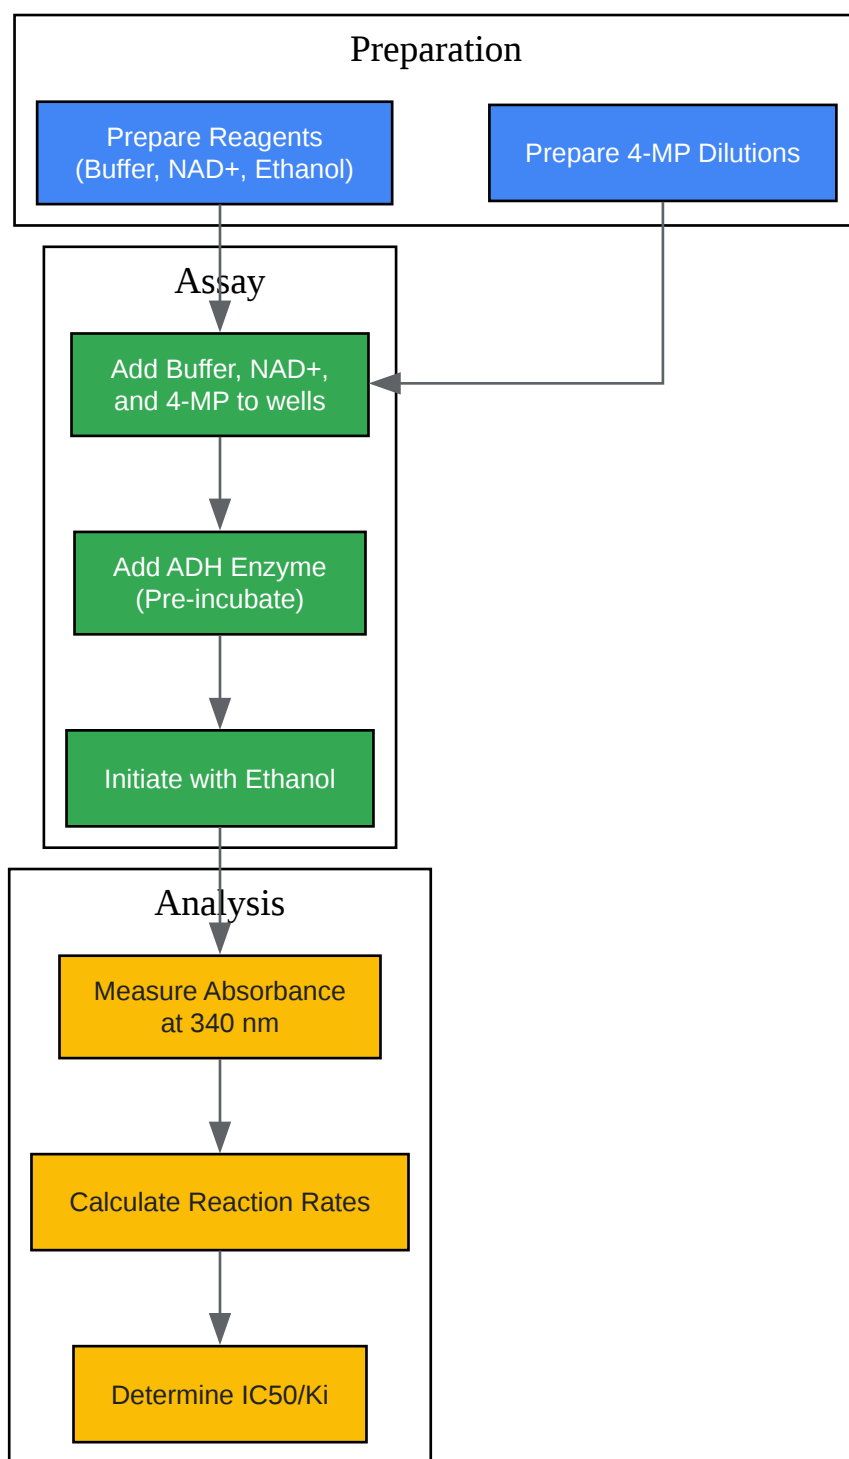 Preparation
Prepare Reagents
(Buffer, NAD+, Ethanol)
Prepare 4-MP Dilutions
Assay
Add Buffer, NAD+,
and 4-MP to wells
Add ADH Enzyme
(Pre-incubate)
Initiate with Ethanol
Analysis
Measure Absorbance
at 340 nm
Calculate Reaction Rates
Determine IC50/Ki